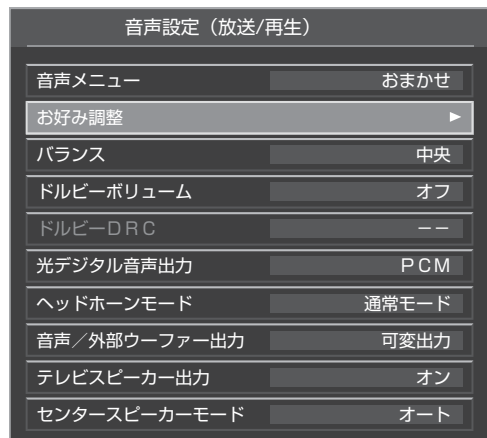 音声設定（放送/再生）
音声メニュー おまかせ
お好み調整 ▶
バランス 中央
ドルビーボリューム オフ
ドルビーＤＲＣ －－
光デジタル音声出力 ＰＣＭ
ヘッドホーンモード 通常モード
音声／外部ウーファー出力 可変出力
テレビスピーカー出力 オン
センタースピーカーモード オート